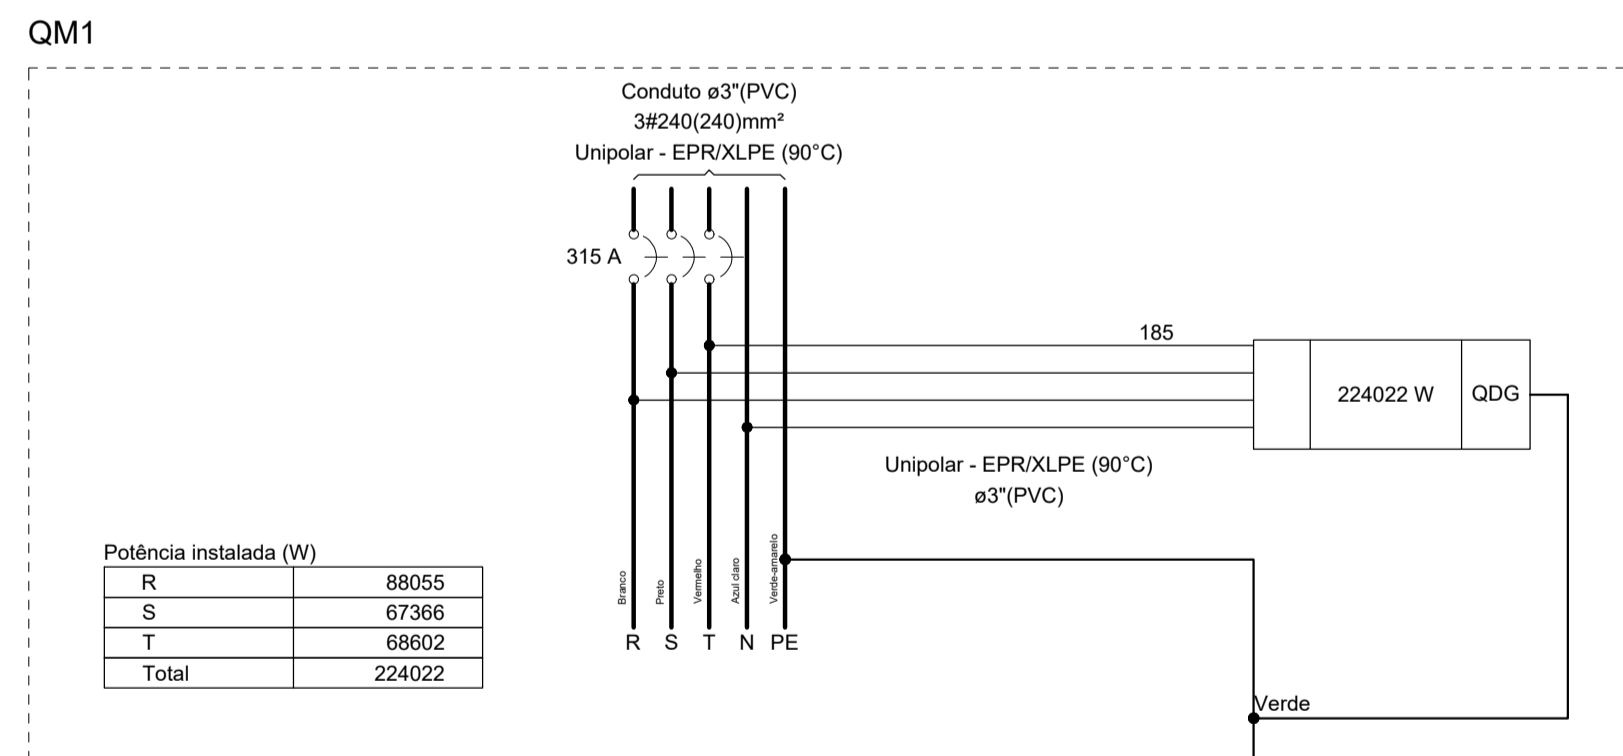 QM1
Conduto ø3"(PVC)
3#240(240)mm²
Unipolar - EPR/XLPE (90°C)
315 A
185
224022 W QDG
Unipolar - EPR/XLPE (90°C)
ø3"(PVC)
Branco Preto Vermelho Azul claro Verde-amarelo
R S T N PE
Potência instalada (W)
R 88055
S 67366
T 68602
Total 224022
Verde